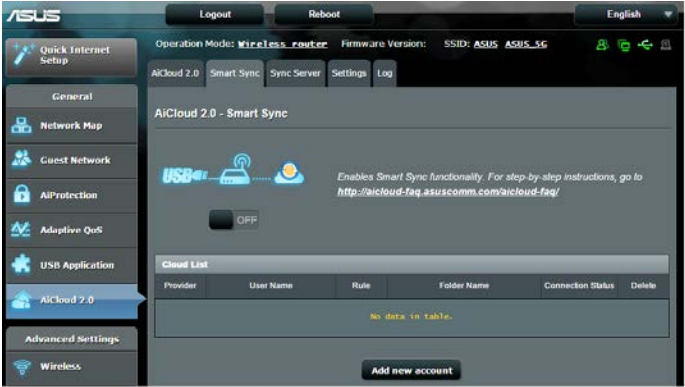 ASUS
Logout
Reboot
English
Quick Internet
Setup
Operation Mode: Wireless router Firmware Version: SSID: ASUS ASUS_5G
AiCloud 2.0
Smart Sync
Sync Server
Settings
Log
General
Network Map
Guest Network
AiProtection
Adaptive QoS
USB Application
AiCloud 2.0
Advanced Settings
Wireless
AiCloud 2.0 - Smart Sync
USB
Enables Smart Sync functionality. For step-by-step instructions, go to
http://aicloud-faq.asuscomm.com/aicloud-faq/
OFF
Cloud List
Provider User Name Rule Folder Name Connection Status Delete
No data in table.
Add new account